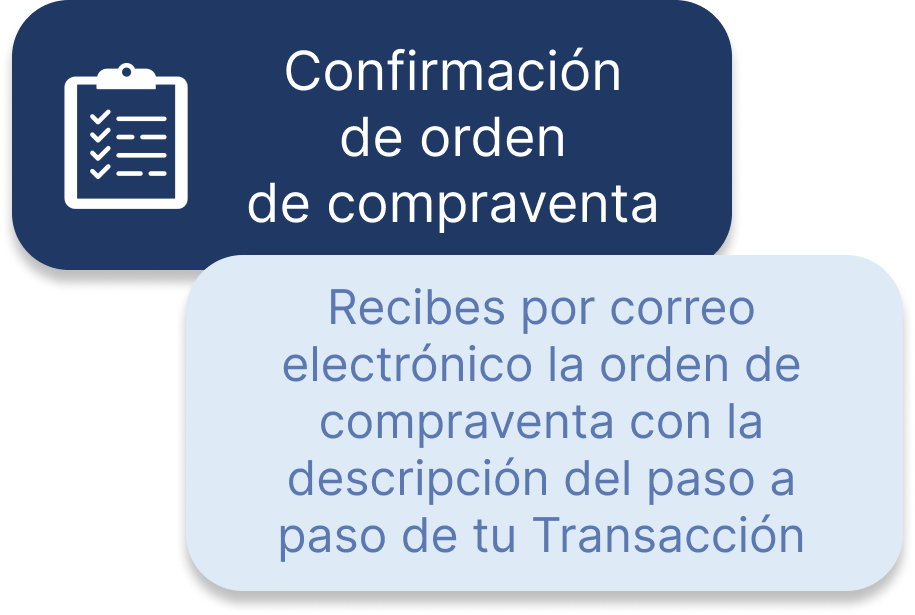 Confirmación
de orden
de compraventa
Recibes por correo
electrónico la orden de
compraventa con la
descripción del paso a
paso de tu Transacción